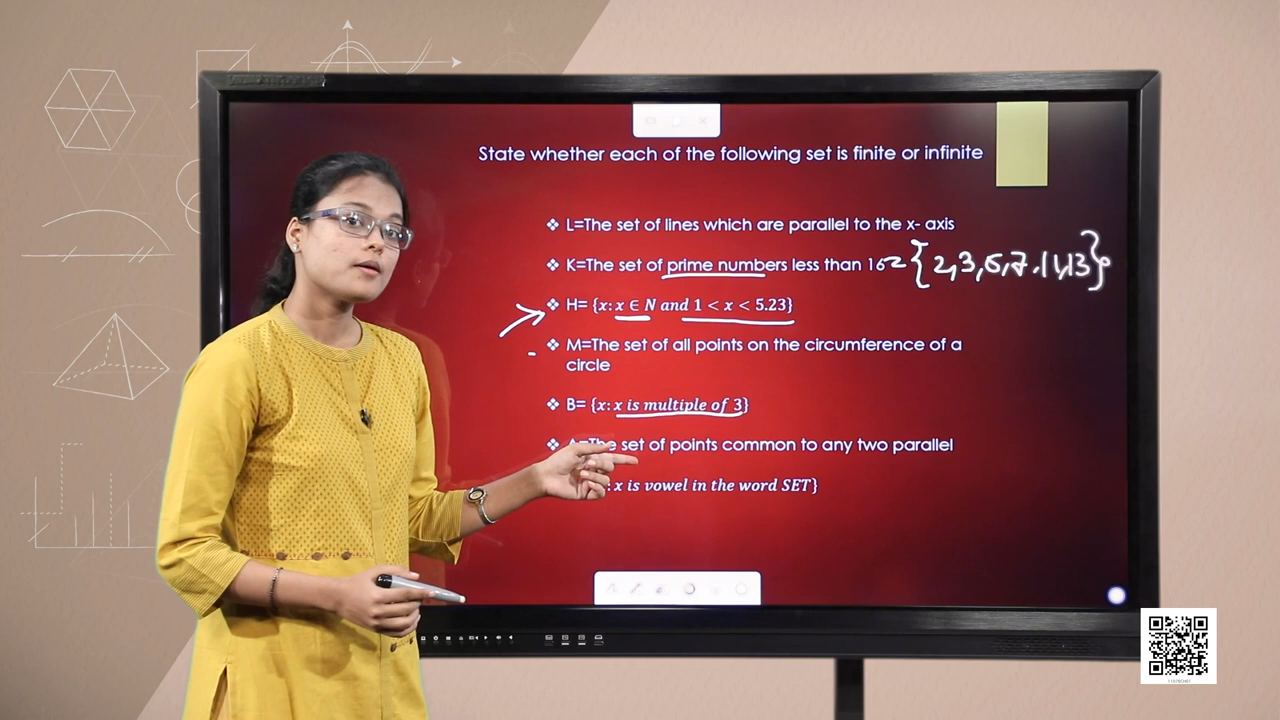 State whether each of the following set is finite or infinite
❖ L=The set of lines which are parallel to the x- axis
❖ K=The set of prime numbers less than 16 = {2,3,5,7,11,13}
❖ H= {x: x ∈ N and 1 < x < 5.23}
❖ M=The set of all points on the circumference of a
circle
❖ B= {x: x is multiple of 3}
❖ A=The set of points common to any two parallel
: x is vowel in the word SET}